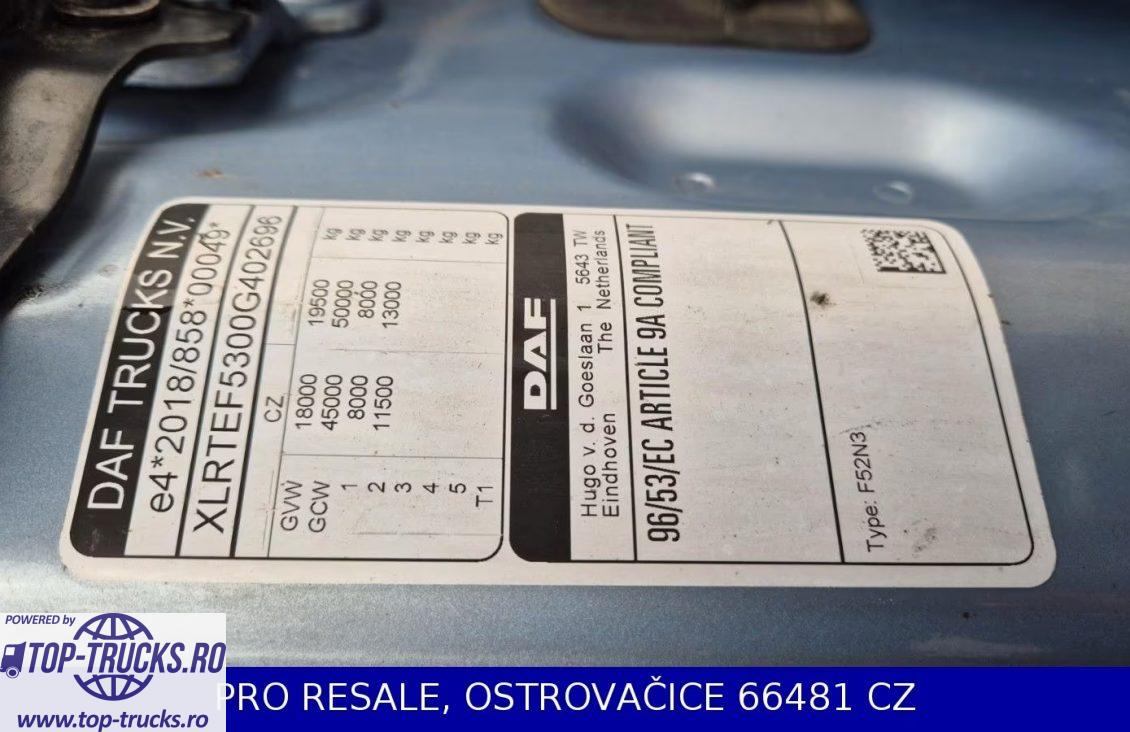 DAF TRUCKS N.V.
e4*2018/858*00049*
XLRTEF5300G402696
CZ
GVW 18000 19500 kg
GCW 45000 50000 kg
1 8000 8000 kg
2 11500 13000 kg
3 kg
4 kg
5 kg
T1 kg
DAF
Hugo v. d. Goeslaan 1 5643 TW
Eindhoven The Netherlands
96/53/EC ARTICLE 9A COMPLIANT
Type: F52N3
POWERED by
TOP-TRUCKS.RO
www.top-trucks.ro
PRO RESALE, OSTROVAČICE 66481 CZ